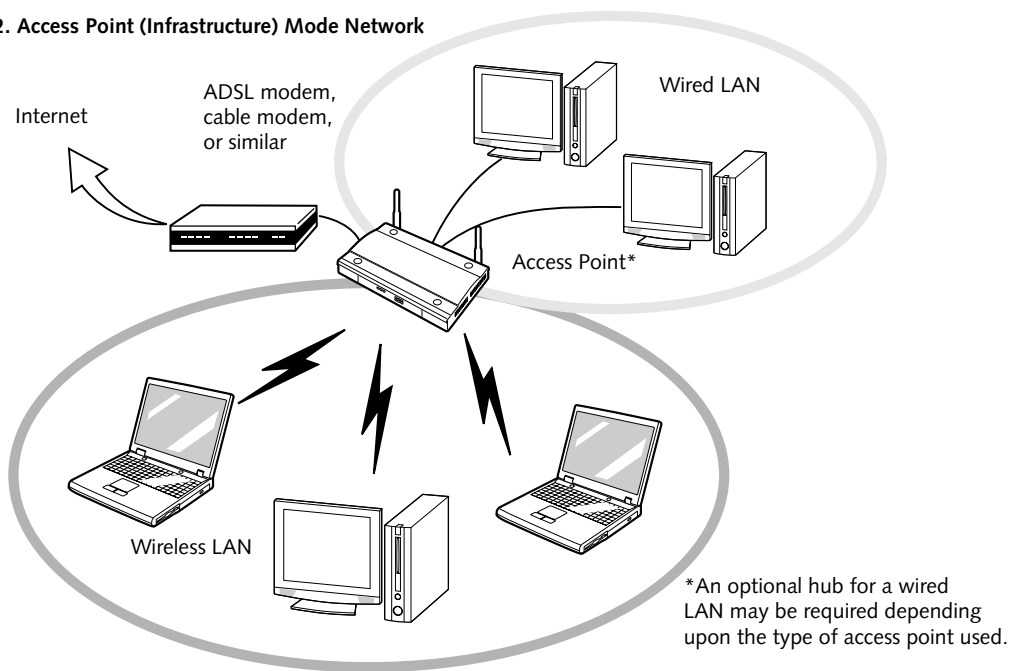 2. Access Point (Infrastructure) Mode Network
Wired LAN
ADSL modem,
cable modem,
or similar
Internet
Access Point*
Wireless LAN
*An optional hub for a wired
LAN may be required depending
upon the type of access point used.